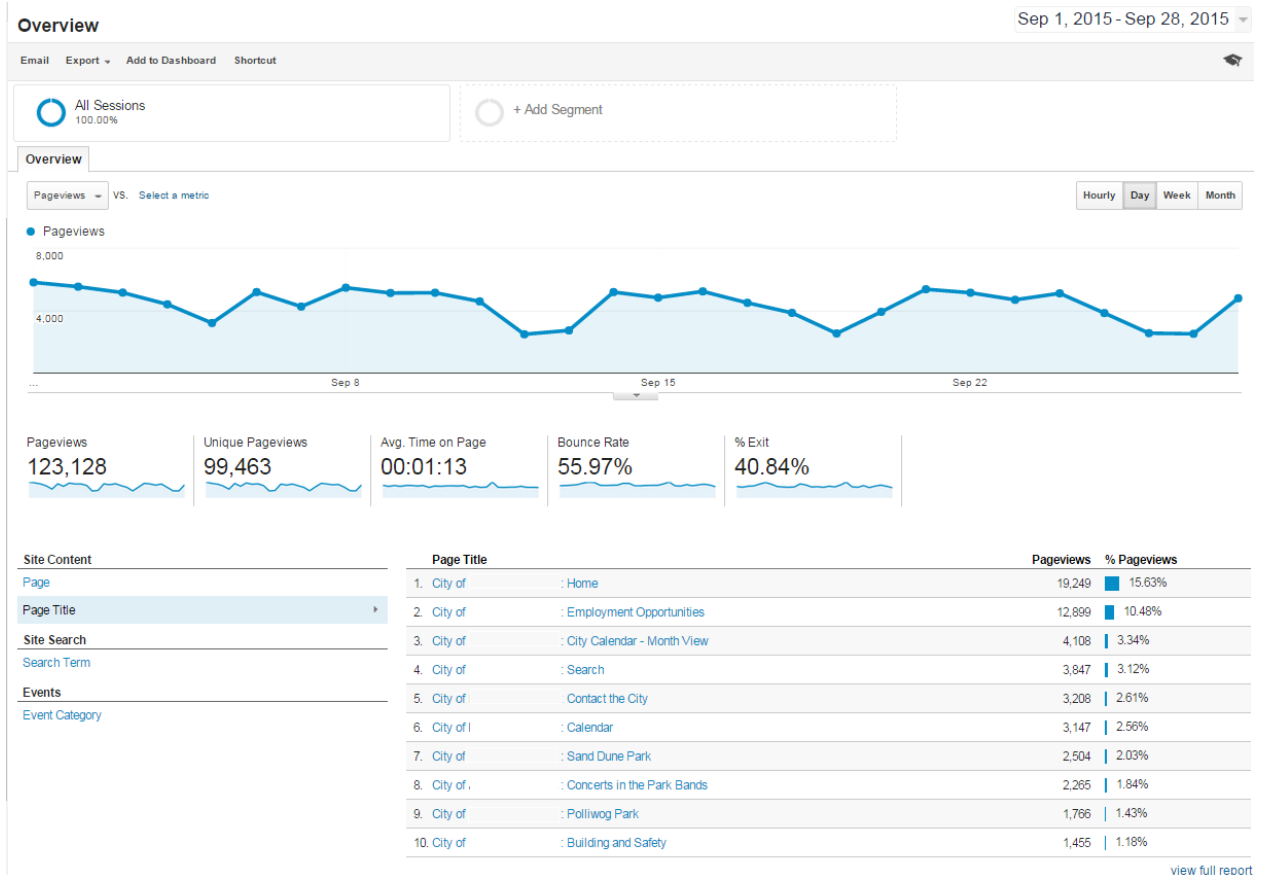 Overview
Sep 1, 2015 - Sep 28, 2015
Email Export Add to Dashboard Shortcut
All Sessions
100.00%
+ Add Segment
Overview
Pageviews VS. Select a metric
Hourly Day Week Month
Pageviews
8,000
4,000
... Sep 8 Sep 15 Sep 22
Pageviews Unique Pageviews Avg. Time on Page Bounce Rate % Exit
123,128 99,463 00:01:13 55.97% 40.84%
Site Content
Page
Page Title
Site Search
Search Term
Events
Event Category
Page Title Pageviews % Pageviews
1. City of : Home 19,249 15.63%
2. City of : Employment Opportunities 12,899 10.48%
3. City of : City Calendar - Month View 4,108 3.34%
4. City of : Search 3,847 3.12%
5. City of : Contact the City 3,208 2.61%
6. City of : Calendar 3,147 2.56%
7. City of : Sand Dune Park 2,504 2.03%
8. City of : Concerts in the Park Bands 2,265 1.84%
9. City of : Polliwog Park 1,766 1.43%
10. City of : Building and Safety 1,455 1.18%
view full report